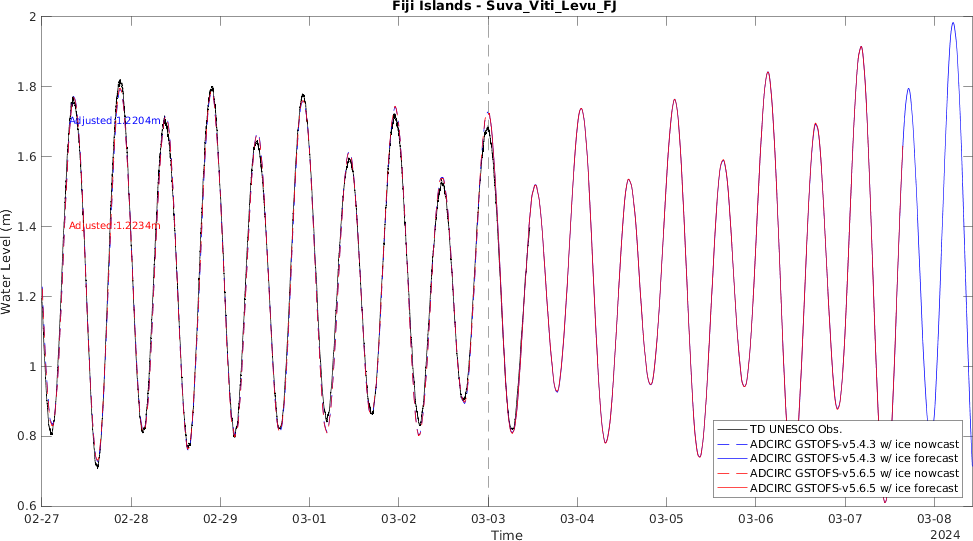 Fiji Islands - Suva_Viti_Levu_FJ
2
1.8
1.6
1.4
1.2
1
0.8
0.6
Water Level (m)
Adjusted:1.2204m
Adjusted:1.2234m
TD UNESCO Obs.
ADCIRC GSTOFS-v5.4.3 w/ ice nowcast
ADCIRC GSTOFS-v5.4.3 w/ ice forecast
ADCIRC GSTOFS-v5.6.5 w/ ice nowcast
ADCIRC GSTOFS-v5.6.5 w/ ice forecast
02-27 02-28 02-29 03-01 03-02 03-03 03-04 03-05 03-06 03-07 03-08
Time
2024